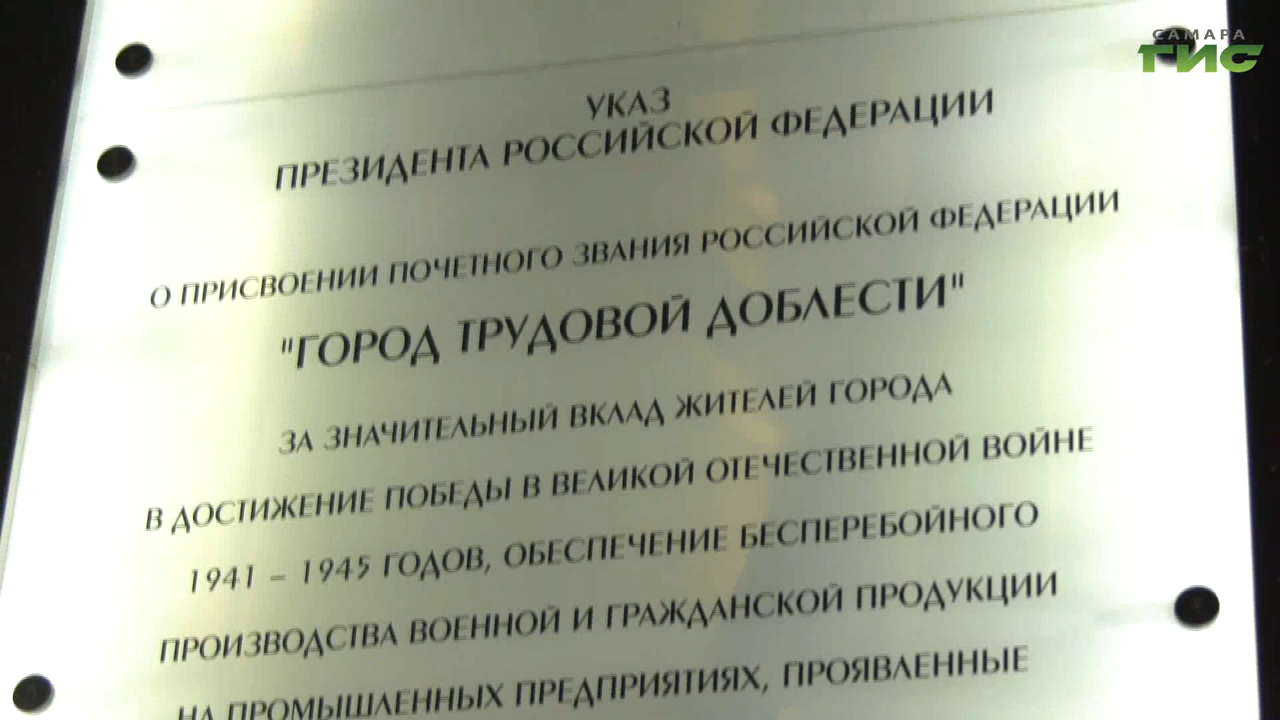 САМАРА
ГИС
УКАЗ
ПРЕЗИДЕНТА РОССИЙСКОЙ ФЕДЕРАЦИИ
О ПРИСВОЕНИИ ПОЧЕТНОГО ЗВАНИЯ РОССИЙСКОЙ ФЕДЕРАЦИИ
"ГОРОД ТРУДОВОЙ ДОБЛЕСТИ"
ЗА ЗНАЧИТЕЛЬНЫЙ ВКЛАД ЖИТЕЛЕЙ ГОРОДА
В ДОСТИЖЕНИЕ ПОБЕДЫ В ВЕЛИКОЙ ОТЕЧЕСТВЕННОЙ ВОЙНЕ
1941 – 1945 ГОДОВ, ОБЕСПЕЧЕНИЕ БЕСПЕРЕБОЙНОГО
ПРОИЗВОДСТВА ВОЕННОЙ И ГРАЖДАНСКОЙ ПРОДУКЦИИ
НА ПРОМЫШЛЕННЫХ ПРЕДПРИЯТИЯХ, ПРОЯВЛЕННЫЕ